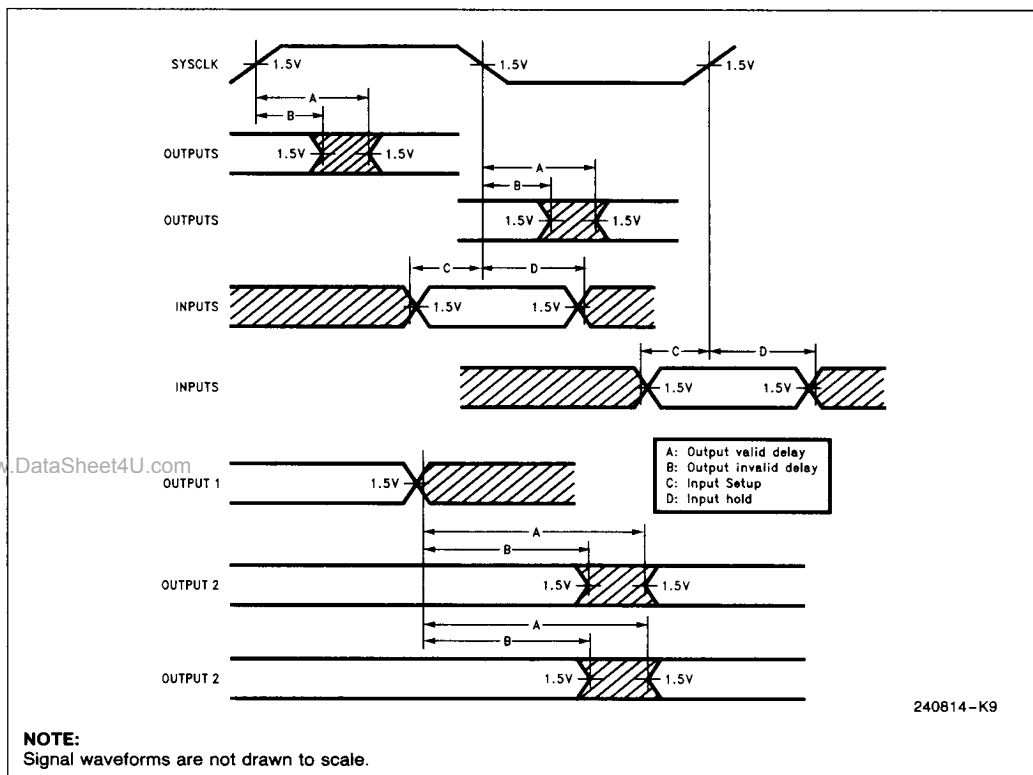 SYSCLK
1.5V
1.5V
1.5V
A
B
OUTPUTS
1.5V
1.5V
A
B
OUTPUTS
1.5V
1.5V
C
D
INPUTS
1.5V
1.5V
C
D
INPUTS
1.5V
1.5V
A: Output valid delay
B: Output invalid delay
C: Input Setup
D: Input hold
w.DataSheet4U.com
OUTPUT 1
1.5V
A
B
OUTPUT 2
1.5V
1.5V
A
B
OUTPUT 2
1.5V
1.5V
240814–K9
NOTE:
Signal waveforms are not drawn to scale.